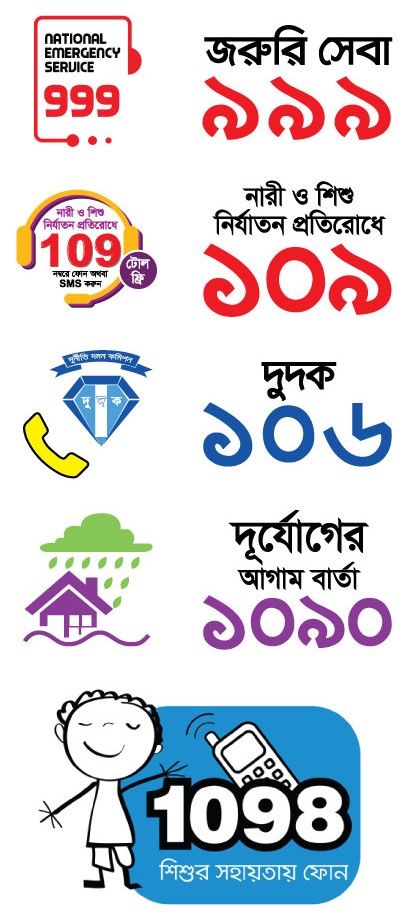 NATIONAL
EMERGENCY
SERVICE
999
জরুরি সেবা
৯৯৯
নারী ও শিশু
নির্যাতন প্রতিরোধে
109
নম্বরে ফোন অথবা
SMS করুন
টোল
ফ্রি
নারী ও শিশু
নির্যাতন প্রতিরোধে
১০৯
দুর্নীতি দমন কমিশন
দুদক
দুদক
১০৬
দূর্যোগের
আগাম বার্তা
১০৯০
1098
শিশুর সহায়তায় ফোন